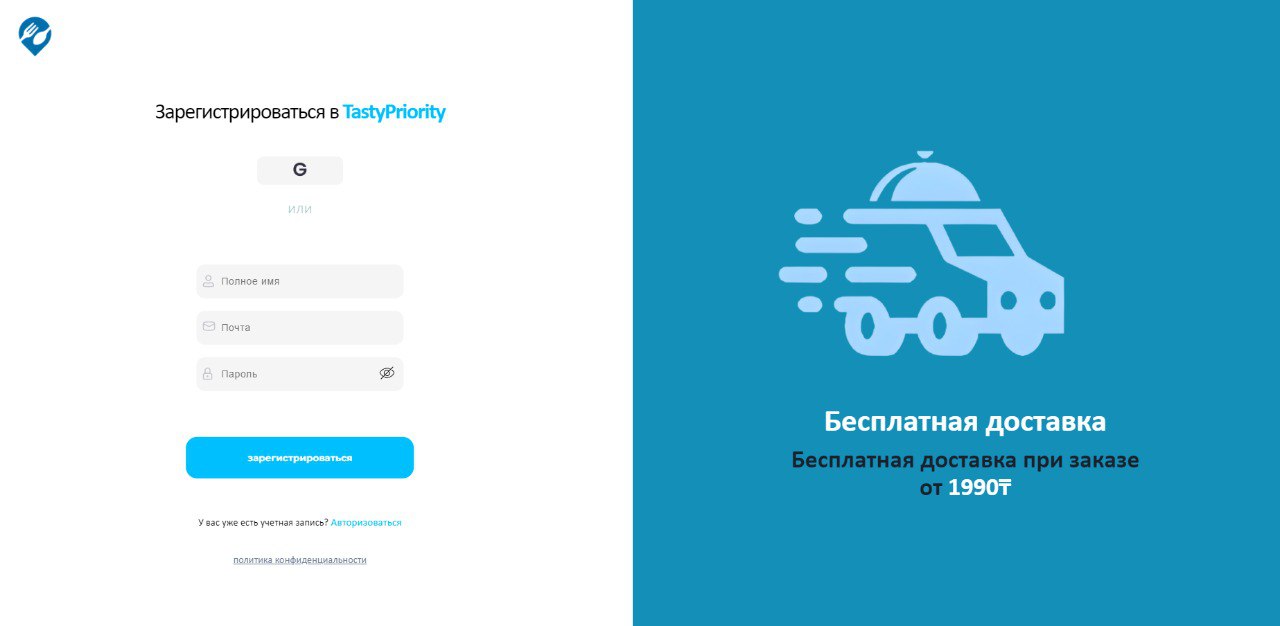 Зарегистрироваться в TastyPriority
G
или
Полное имя
Почта
Пароль
зарегистрироваться
У вас уже есть учетная запись? Авторизоваться
политика конфиденциальности
Бесплатная доставка
Бесплатная доставка при заказе
от 1990₸